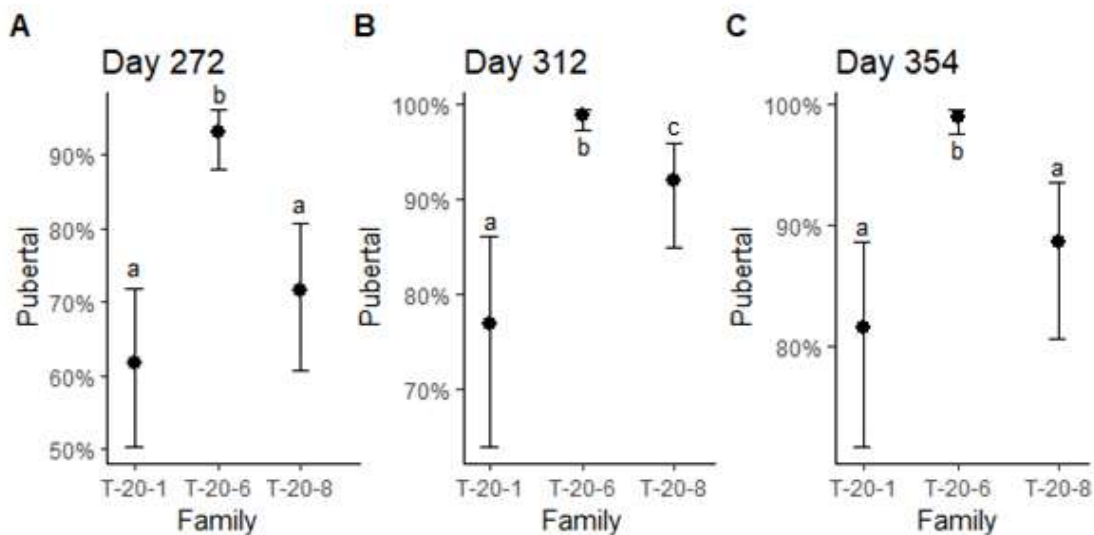 A
Day 272
Pubertal
90%
80%
70%
60%
50%
a
b
a
T-20-1 T-20-6 T-20-8
Family
B
Day 312
Pubertal
100%
90%
80%
70%
a
b
c
T-20-1 T-20-6 T-20-8
Family
C
Day 354
Pubertal
100%
90%
80%
a
b
a
T-20-1 T-20-6 T-20-8
Family